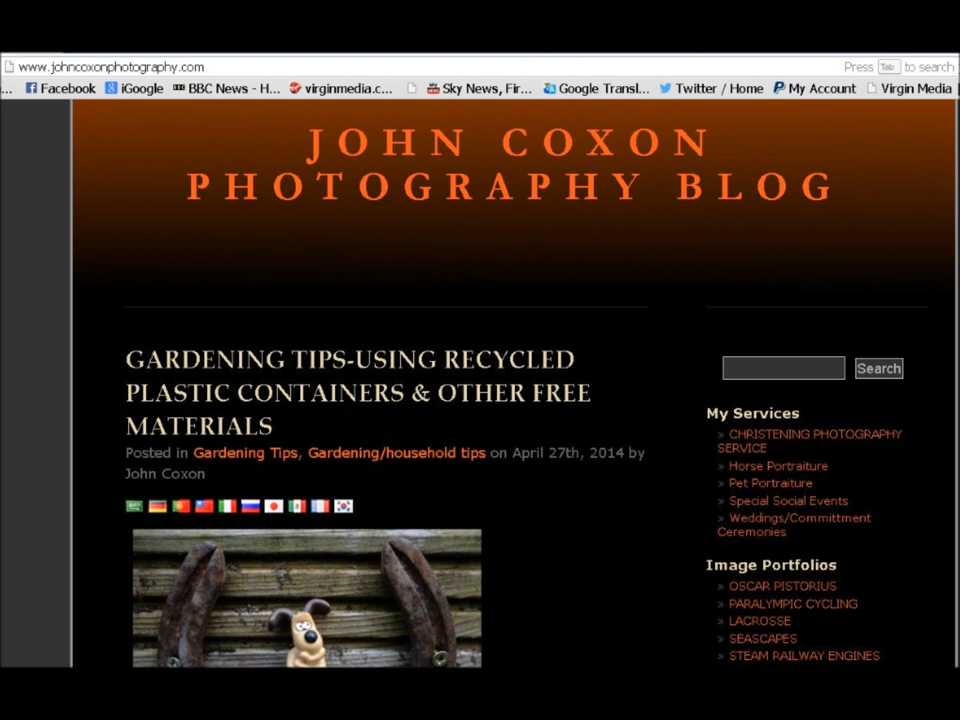 www.johncoxonphotography.com
Press Tab to search
... Facebook iGoogle BBC News - H... virginmedia.c... Sky News, Fir... Google Transl... Twitter / Home My Account Virgin Media
JOHN COXON
PHOTOGRAPHY BLOG
GARDENING TIPS-USING RECYCLED
PLASTIC CONTAINERS & OTHER FREE
MATERIALS
Posted in Gardening Tips, Gardening/household tips on April 27th, 2014 by
John Coxon
Search
My Services
» CHRISTENING PHOTOGRAPHY
SERVICE
» Horse Portraiture
» Pet Portraiture
» Special Social Events
» Weddings/Committment
Ceremonies
Image Portfolios
» OSCAR PISTORIUS
» PARALYMPIC CYCLING
» LACROSSE
» SEASCAPES
» STEAM RAILWAY ENGINES